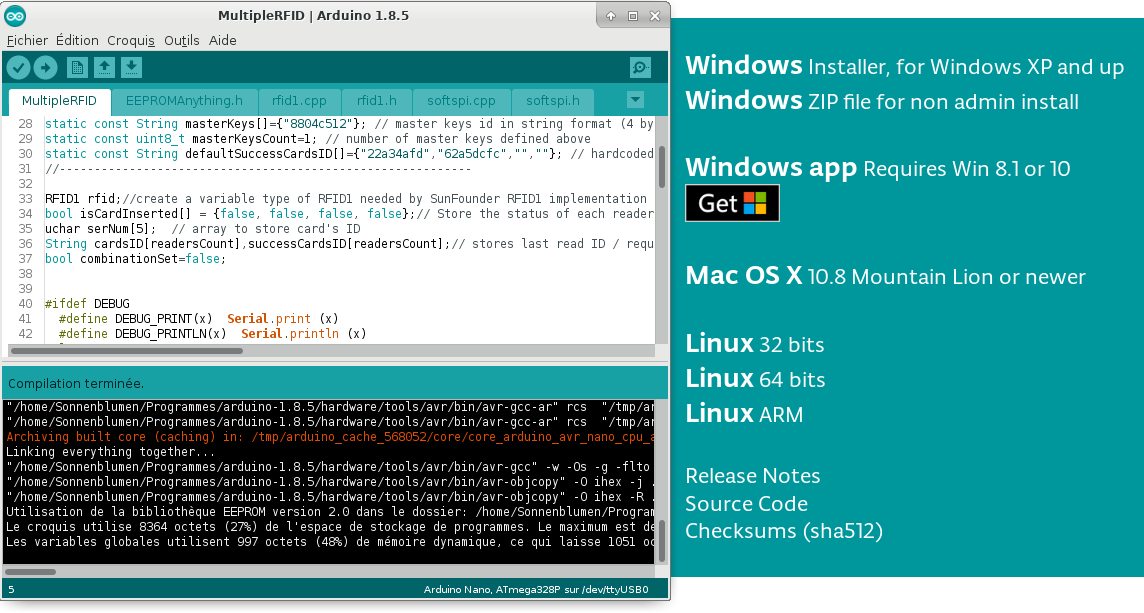 MultipleRFID | Arduino 1.8.5
Fichier Édition Croquis Outils Aide
MultipleRFID EEPROMAnything.h rfid1.cpp rfid1.h softspi.cpp softspi.h
28 static const String masterKeys[]={"8804c512"}; // master keys id in string format (4 by
29 static const uint8_t masterKeysCount=1; // number of master keys defined above
30 static const String defaultSuccessCardsID[]={"22a34afd","62a5dcfc","",""}; // hardcoded
31 //------------------------------------------------------------
32
33 RFID1 rfid;//create a variable type of RFID1 needed by SunFounder RFID1 implementation
34 bool isCardInserted[] = {false, false, false, false};// Store the status of each reader
35 uchar serNum[5];  // array to store card's ID
36 String cardsID[readersCount],successCardsID[readersCount];// stores last read ID / requ
37 bool combinationSet=false;
38
39
40 #ifdef DEBUG
41   #define DEBUG_PRINT(x)  Serial.print (x)
42   #define DEBUG_PRINTLN(x)  Serial.println (x)
Compilation terminée.
"/home/Sonnenblumen/Programmes/arduino-1.8.5/hardware/tools/avr/bin/avr-gcc-ar" rcs  "/tmp/ar
"/home/Sonnenblumen/Programmes/arduino-1.8.5/hardware/tools/avr/bin/avr-gcc-ar" rcs  "/tmp/ar
Archiving built core (caching) in: /tmp/arduino_cache_568052/core/core_arduino_avr_nano_cpu_a
Linking everything together...
"/home/Sonnenblumen/Programmes/arduino-1.8.5/hardware/tools/avr/bin/avr-gcc" -w -Os -g -flto
"/home/Sonnenblumen/Programmes/arduino-1.8.5/hardware/tools/avr/bin/avr-objcopy" -O ihex -j .
"/home/Sonnenblumen/Programmes/arduino-1.8.5/hardware/tools/avr/bin/avr-objcopy" -O ihex -R .
Utilisation de la bibliothèque EEPROM version 2.0 dans le dossier: /home/Sonnenblumen/Program
Le croquis utilise 8364 octets (27%) de l'espace de stockage de programmes. Le maximum est de
Les variables globales utilisent 997 octets (48%) de mémoire dynamique, ce qui laisse 1051 oc
5 Arduino Nano, ATmega328P sur /dev/ttyUSB0
Windows Installer, for Windows XP and up
Windows ZIP file for non admin install
Windows app Requires Win 8.1 or 10
Get
Mac OS X 10.8 Mountain Lion or newer
Linux 32 bits
Linux 64 bits
Linux ARM
Release Notes
Source Code
Checksums (sha512)